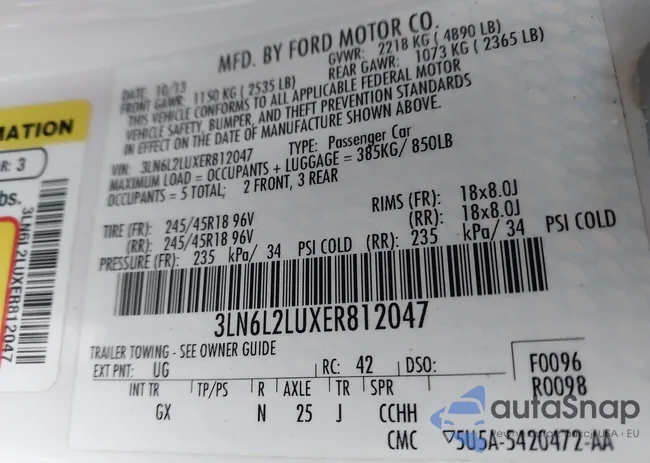 MFD. BY FORD MOTOR CO.
DATE: 10/13 GVWR: 2218 KG ( 4890 LB)
FRONT GAWR: 1150 KG ( 2535 LB) REAR GAWR: 1073 KG ( 2365 LB)
THIS VEHICLE CONFORMS TO ALL APPLICABLE FEDERAL MOTOR
VEHICLE SAFETY, BUMPER, AND THEFT PREVENTION STANDARDS
IN EFFECT ON THE DATE OF MANUFACTURE SHOWN ABOVE.
VIN: 3LN6L2LUXER812047 TYPE: Passenger Car
MAXIMUM LOAD = OCCUPANTS + LUGGAGE = 385KG/ 850LB
OCCUPANTS = 5 TOTAL; 2 FRONT, 3 REAR
TIRE (FR): 245/45R18 96V RIMS (FR): 18x8.0J
(RR): 245/45R18 96V (RR): 18x8.0J
PRESSURE (FR): 235 kPa/ 34 PSI COLD (RR): 235 kPa/ 34 PSI COLD
3LN6L2LUXER812047
TRAILER TOWING - SEE OWNER GUIDE
EXT PNT: UG RC: 42 DSO: F0096
INT TR TP/PS R AXLE TR SPR R0098
GX N 25 J CCHH
CMC ▽5U5A-5420472-AA
MATION
R: 3
bs.
3LN6L2LUXER812047
autoSnap